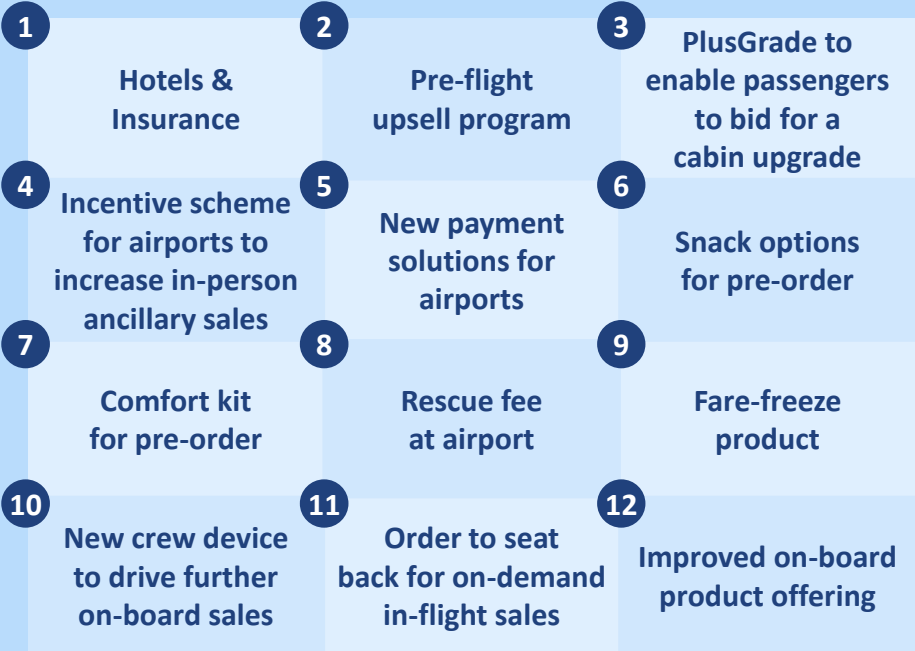 1
Hotels &
Insurance
2
Pre-flight
upsell program
3
PlusGrade to
enable passengers
to bid for a
cabin upgrade
4
Incentive scheme
for airports to
increase in-person
ancillary sales
5
New payment
solutions for
airports
6
Snack options
for pre-order
7
Comfort kit
for pre-order
8
Rescue fee
at airport
9
Fare-freeze
product
10
New crew device
to drive further
on-board sales
11
Order to seat
back for on-demand
in-flight sales
12
Improved on-board
product offering